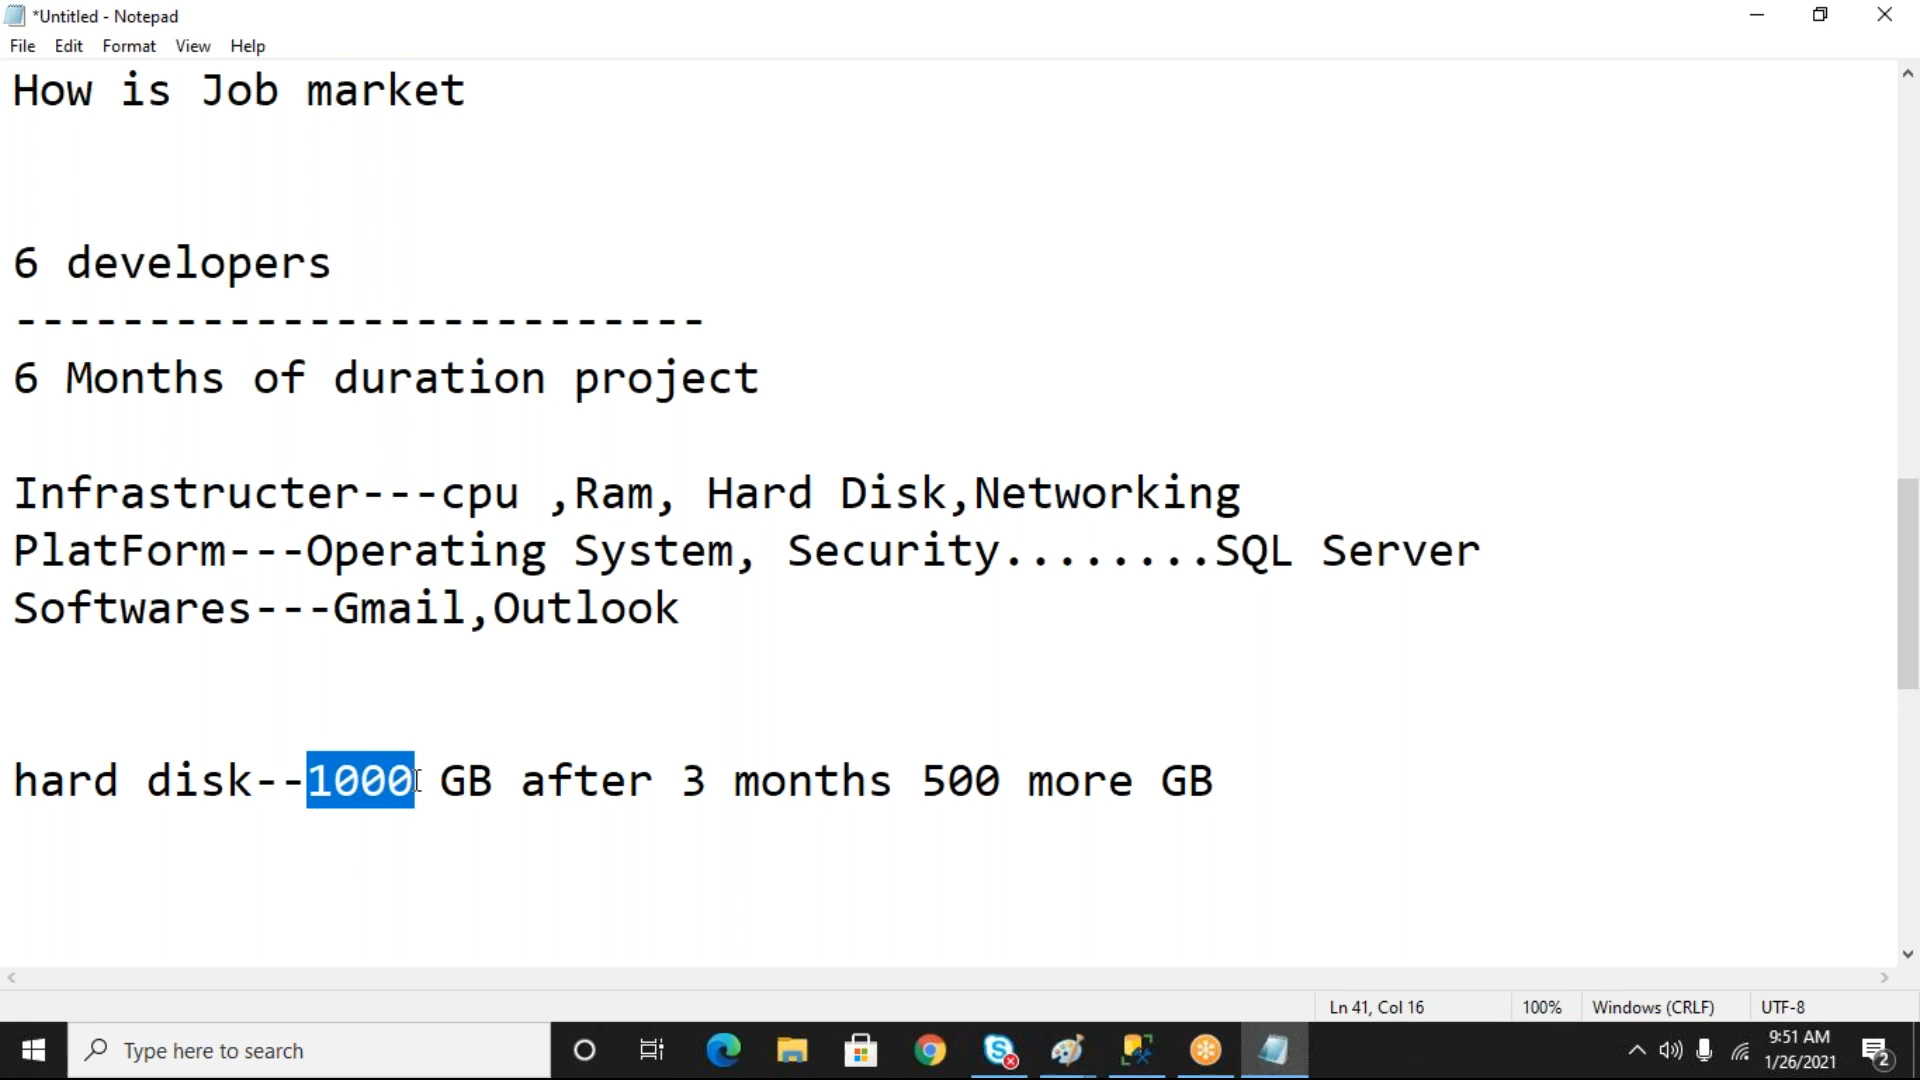 *Untitled - Notepad
File Edit Format View Help
How is Job market
6 developers
--------------------------
6 Months of duration project
Infrastructer---cpu ,Ram, Hard Disk,Networking
PlatForm---Operating System, Security........SQL Server
Softwares---Gmail,Outlook
hard disk--1000 GB after 3 months 500 more GB
Ln 41, Col 16 100% Windows (CRLF) UTF-8
Type here to search
9:51 AM
1/26/2021
2